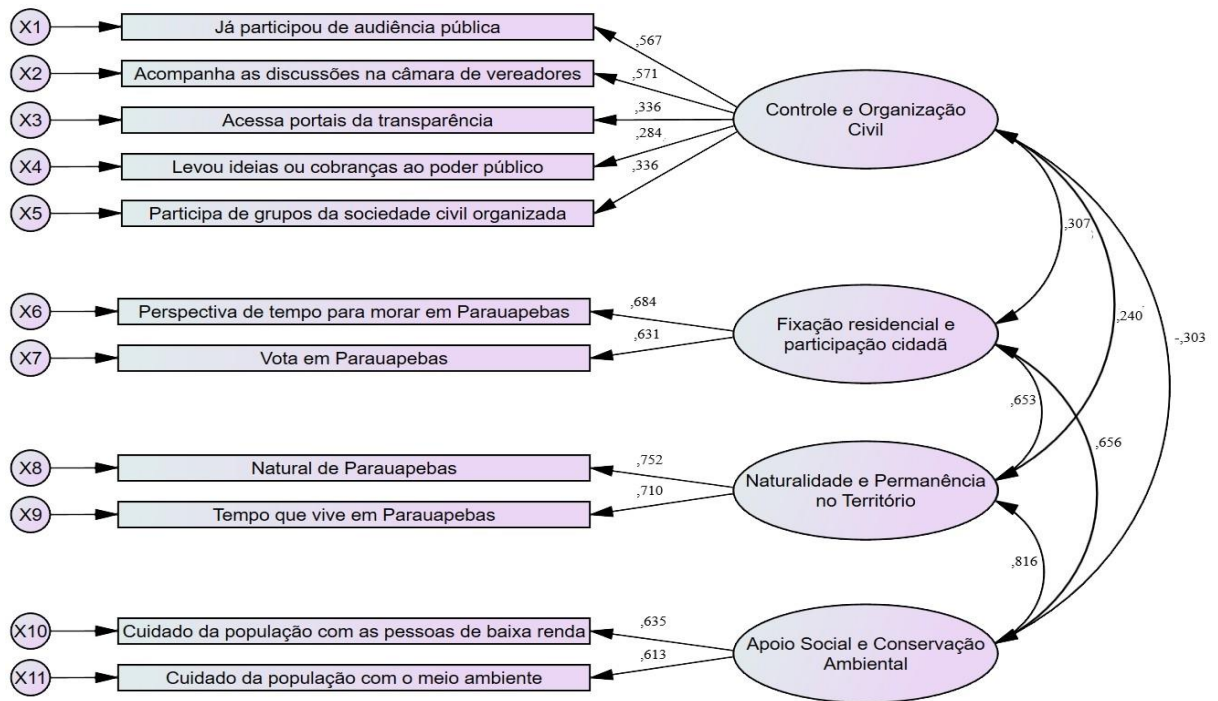 X1
Já participou de audiência pública
,567
X2
Acompanha as discussões na câmara de vereadores
,571
X3
Acessa portais da transparência
,336
X4
Levou ideias ou cobranças ao poder público
,284
X5
Participa de grupos da sociedade civil organizada
,336
Controle e Organização
Civil
,307
,240
-,303
X6
Perspectiva de tempo para morar em Parauapebas
,684
X7
Vota em Parauapebas
,631
Fixação residencial e
participação cidadã
,653
,656
X8
Natural de Parauapebas
,752
X9
Tempo que vive em Parauapebas
,710
Naturalidade e Permanência
no Território
,816
X10
Cuidado da população com as pessoas de baixa renda
,635
X11
Cuidado da população com o meio ambiente
,613
Apoio Social e Conservação
Ambiental